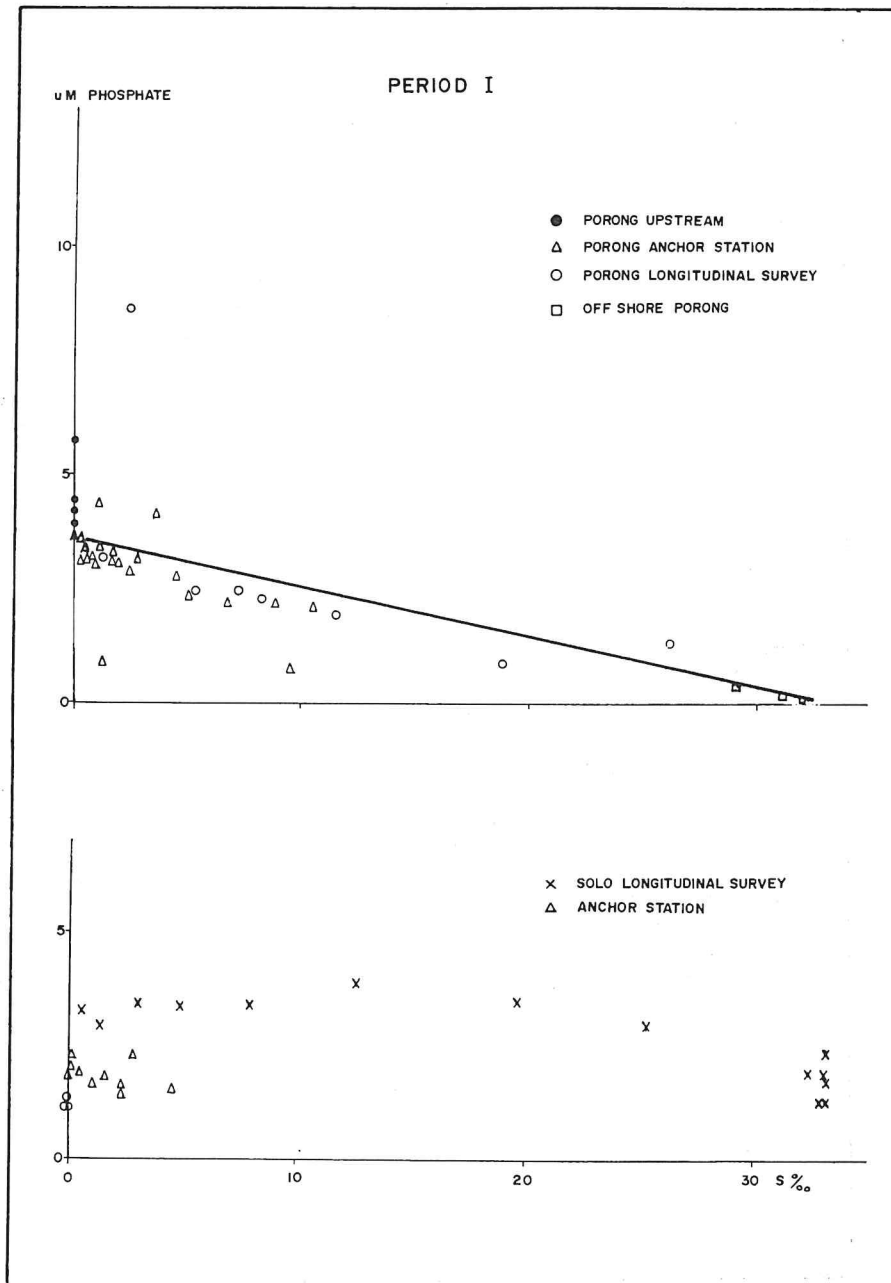 PERIOD I
uM PHOSPHATE
PORONG UPSTREAM
PORONG ANCHOR STATION
PORONG LONGITUDINAL SURVEY
OFF SHORE PORONG
10
5
0
SOLO LONGITUDINAL SURVEY
ANCHOR STATION
5
0
0
10
20
30
S‰